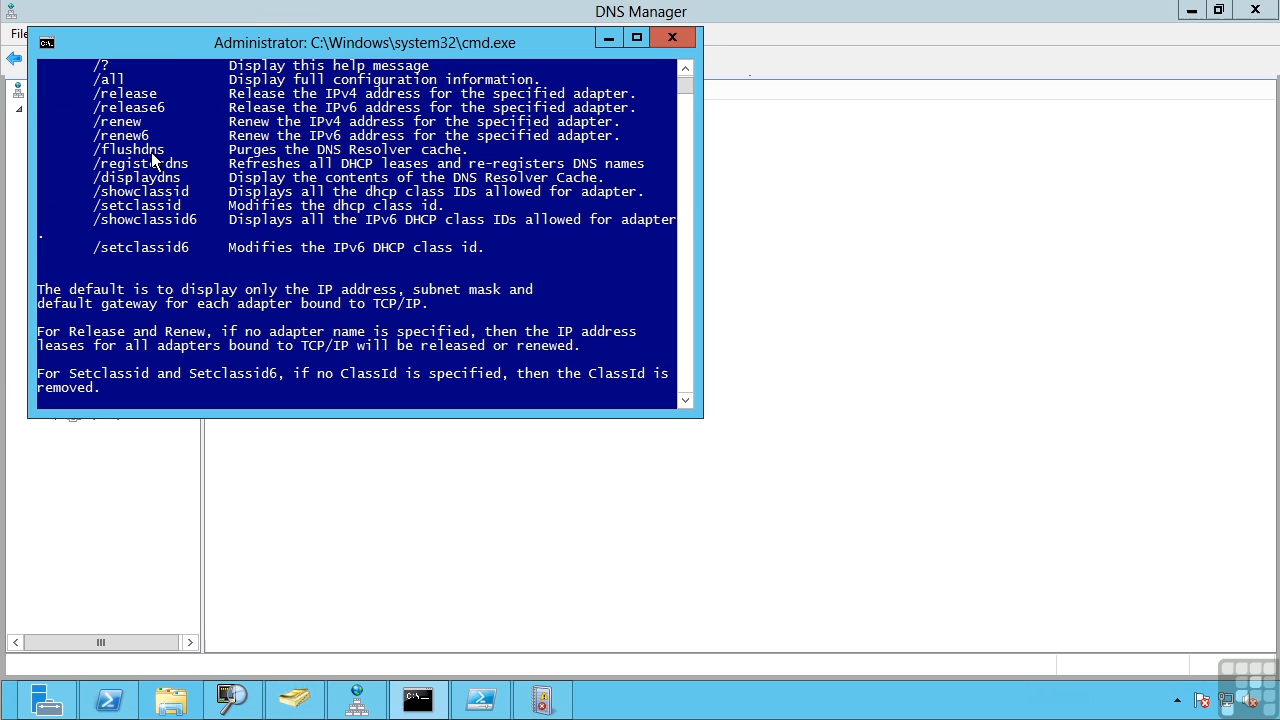 DNS Manager
File
Administrator: C:\Windows\system32\cmd.exe
/? Display this help message
/all Display full configuration information.
/release Release the IPv4 address for the specified adapter.
/release6 Release the IPv6 address for the specified adapter.
/renew Renew the IPv4 address for the specified adapter.
/renew6 Renew the IPv6 address for the specified adapter.
/flushdns Purges the DNS Resolver cache.
/registerdns Refreshes all DHCP leases and re-registers DNS names
/displaydns Display the contents of the DNS Resolver Cache.
/showclassid Displays all the dhcp class IDs allowed for adapter.
/setclassid Modifies the dhcp class id.
/showclassid6 Displays all the IPv6 DHCP class IDs allowed for adapter
.
/setclassid6 Modifies the IPv6 DHCP class id.
The default is to display only the IP address, subnet mask and
default gateway for each adapter bound to TCP/IP.
For Release and Renew, if no adapter name is specified, then the IP address
leases for all adapters bound to TCP/IP will be released or renewed.
For Setclassid and Setclassid6, if no ClassId is specified, then the ClassId is
removed.